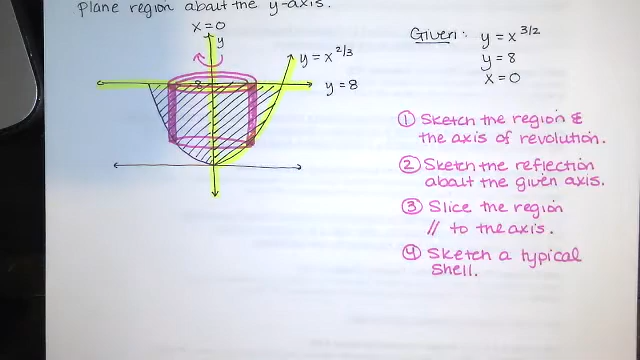 plane region about the y-axis.
x=0
y
y = x^{2/3}
8
y = 8
Given: y = x^{3/2}
y = 8
x = 0
① Sketch the region &
the axis of revolution.
② Sketch the reflection
about the given axis.
③ Slice the region
// to the axis.
④ Sketch a typical
shell.